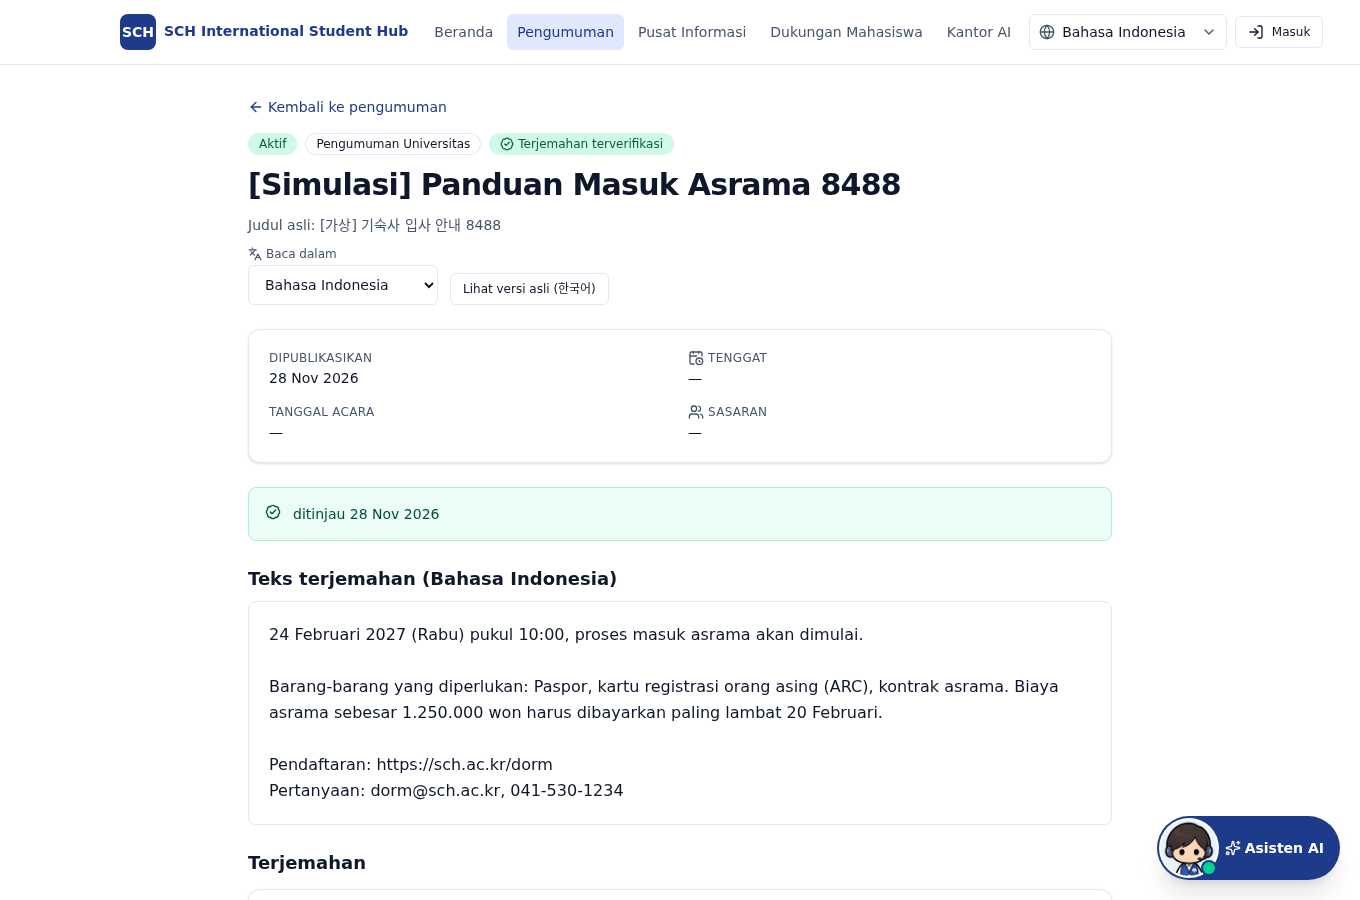 SCH
SCH International Student Hub
Beranda
Pengumuman
Pusat Informasi
Dukungan Mahasiswa
Kantor AI
Bahasa Indonesia
Masuk
Kembali ke pengumuman
Aktif
Pengumuman Universitas
Terjemahan terverifikasi
[Simulasi] Panduan Masuk Asrama 8488
Judul asli: [가상] 기숙사 입사 안내 8488
Baca dalam
Bahasa Indonesia
Lihat versi asli (한국어)
DIPUBLIKASIKAN
28 Nov 2026
TENGGAT
—
TANGGAL ACARA
—
SASARAN
—
ditinjau 28 Nov 2026
Teks terjemahan (Bahasa Indonesia)
24 Februari 2027 (Rabu) pukul 10:00, proses masuk asrama akan dimulai.
Barang-barang yang diperlukan: Paspor, kartu registrasi orang asing (ARC), kontrak asrama. Biaya
asrama sebesar 1.250.000 won harus dibayarkan paling lambat 20 Februari.
Pendaftaran: https://sch.ac.kr/dorm
Pertanyaan: dorm@sch.ac.kr, 041-530-1234
Asisten AI
Terjemahan